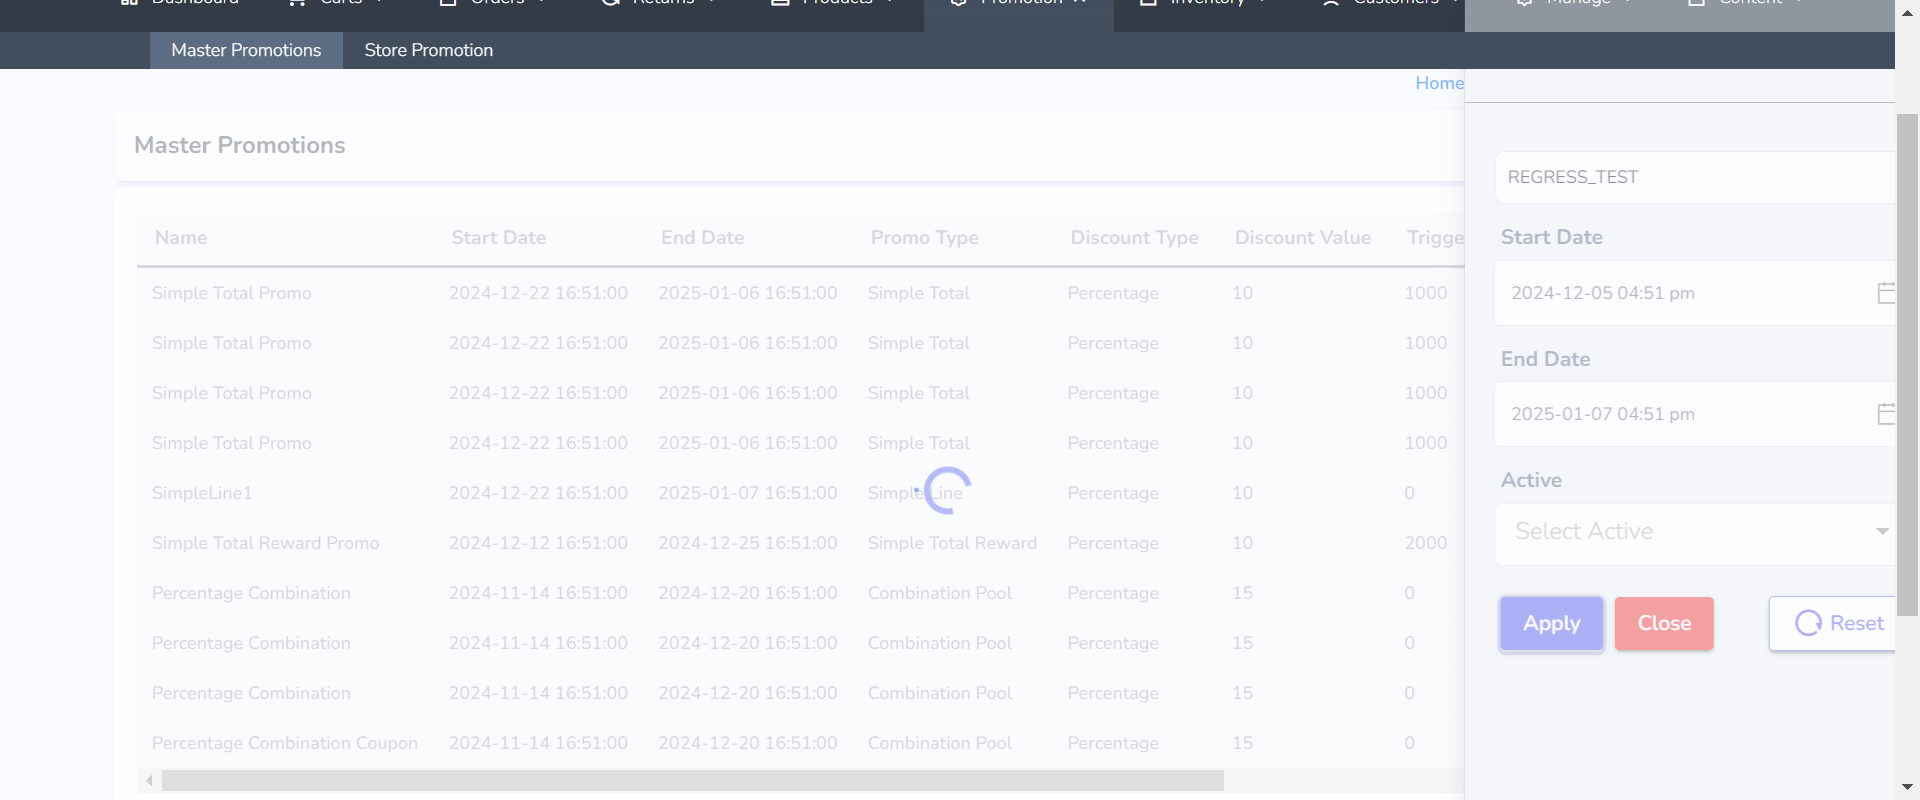 Dashboard Carts Orders Returns Products Promotion Inventory Customers Manage Content
Master Promotions Store Promotion
Home
Master Promotions
Name Start Date End Date Promo Type Discount Type Discount Value Trigge
Simple Total Promo 2024-12-22 16:51:00 2025-01-06 16:51:00 Simple Total Percentage 10 1000
Simple Total Promo 2024-12-22 16:51:00 2025-01-06 16:51:00 Simple Total Percentage 10 1000
Simple Total Promo 2024-12-22 16:51:00 2025-01-06 16:51:00 Simple Total Percentage 10 1000
Simple Total Promo 2024-12-22 16:51:00 2025-01-06 16:51:00 Simple Total Percentage 10 1000
SimpleLine1 2024-12-22 16:51:00 2025-01-07 16:51:00 Simple Line Percentage 10 0
Simple Total Reward Promo 2024-12-12 16:51:00 2024-12-25 16:51:00 Simple Total Reward Percentage 10 2000
Percentage Combination 2024-11-14 16:51:00 2024-12-20 16:51:00 Combination Pool Percentage 15 0
Percentage Combination 2024-11-14 16:51:00 2024-12-20 16:51:00 Combination Pool Percentage 15 0
Percentage Combination 2024-11-14 16:51:00 2024-12-20 16:51:00 Combination Pool Percentage 15 0
Percentage Combination Coupon 2024-11-14 16:51:00 2024-12-20 16:51:00 Combination Pool Percentage 15 0
REGRESS_TEST
Start Date
2024-12-05 04:51 pm
End Date
2025-01-07 04:51 pm
Active
Select Active
Apply Close Reset